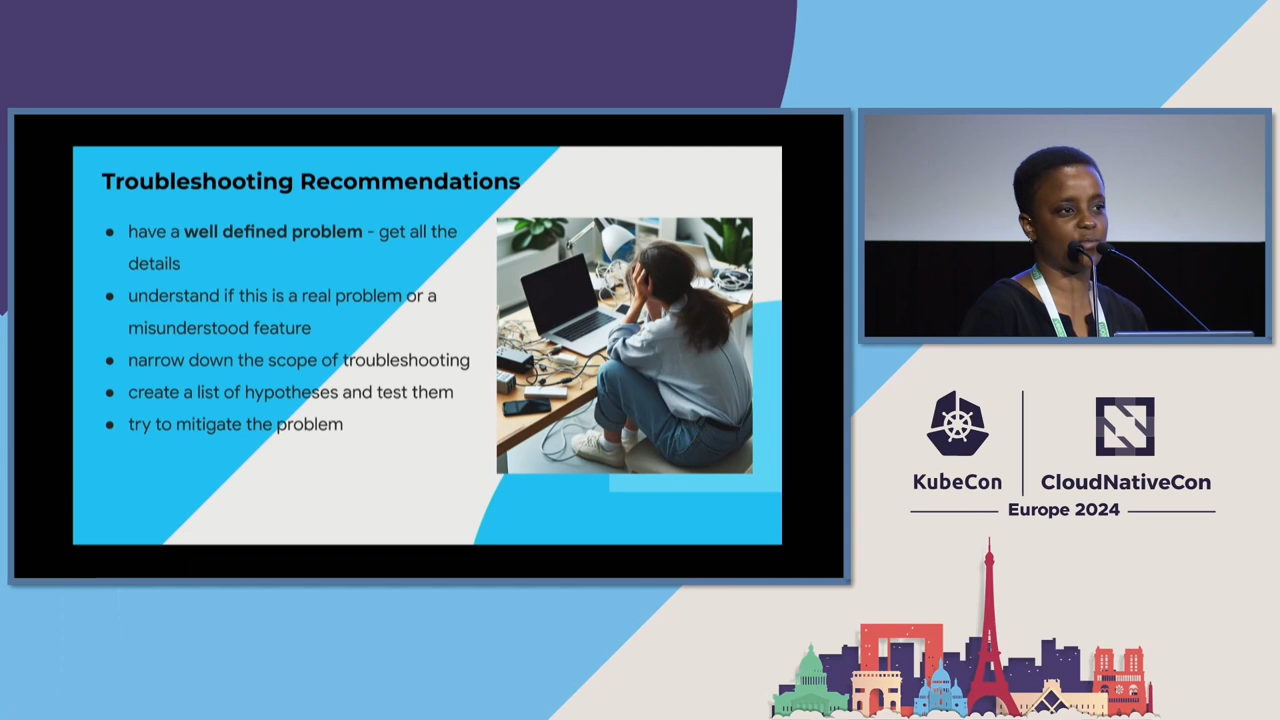 Troubleshooting Recommendations
● have a well defined problem - get all the
details
● understand if this is a real problem or a
misunderstood feature
● narrow down the scope of troubleshooting
● create a list of hypotheses and test them
● try to mitigate the problem
KubeCon
CloudNativeCon
Europe 2024